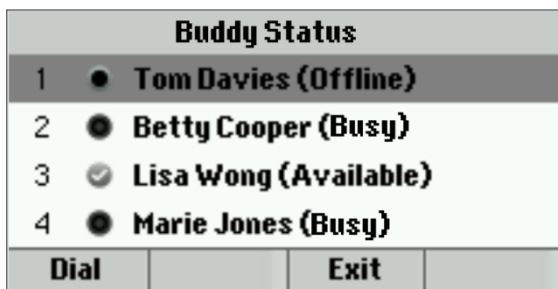 Buddy Status
1 Tom Davies (Offline)
2 Betty Cooper (Busy)
3 Lisa Wong (Available)
4 Marie Jones (Busy)
Dial Exit